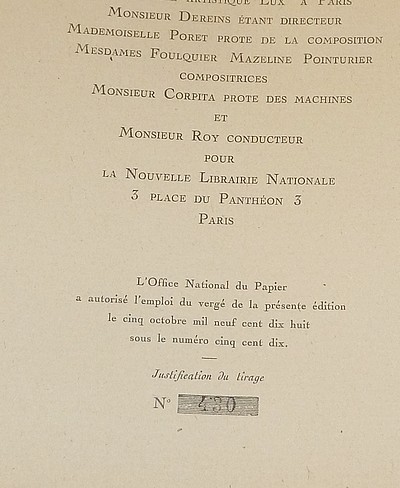 ARTISTIQUE LUX À PARIS
MONSIEUR DEREINS ÉTANT DIRECTEUR
MADEMOISELLE PORET PROTE DE LA COMPOSITION
MESDAMES FOULQUIER MAZELINE POINTURIER
COMPOSITRICES
MONSIEUR CORPITA PROTE DES MACHINES
ET
MONSIEUR ROY CONDUCTEUR
POUR
LA NOUVELLE LIBRAIRIE NATIONALE
3 PLACE DU PANTHÉON 3
PARIS
L'Office National du Papier
a autorisé l'emploi du vergé de la présente édition
le cinq octobre mil neuf cent dix huit
sous le numéro cinq cent dix.
Justification du tirage
N° 430